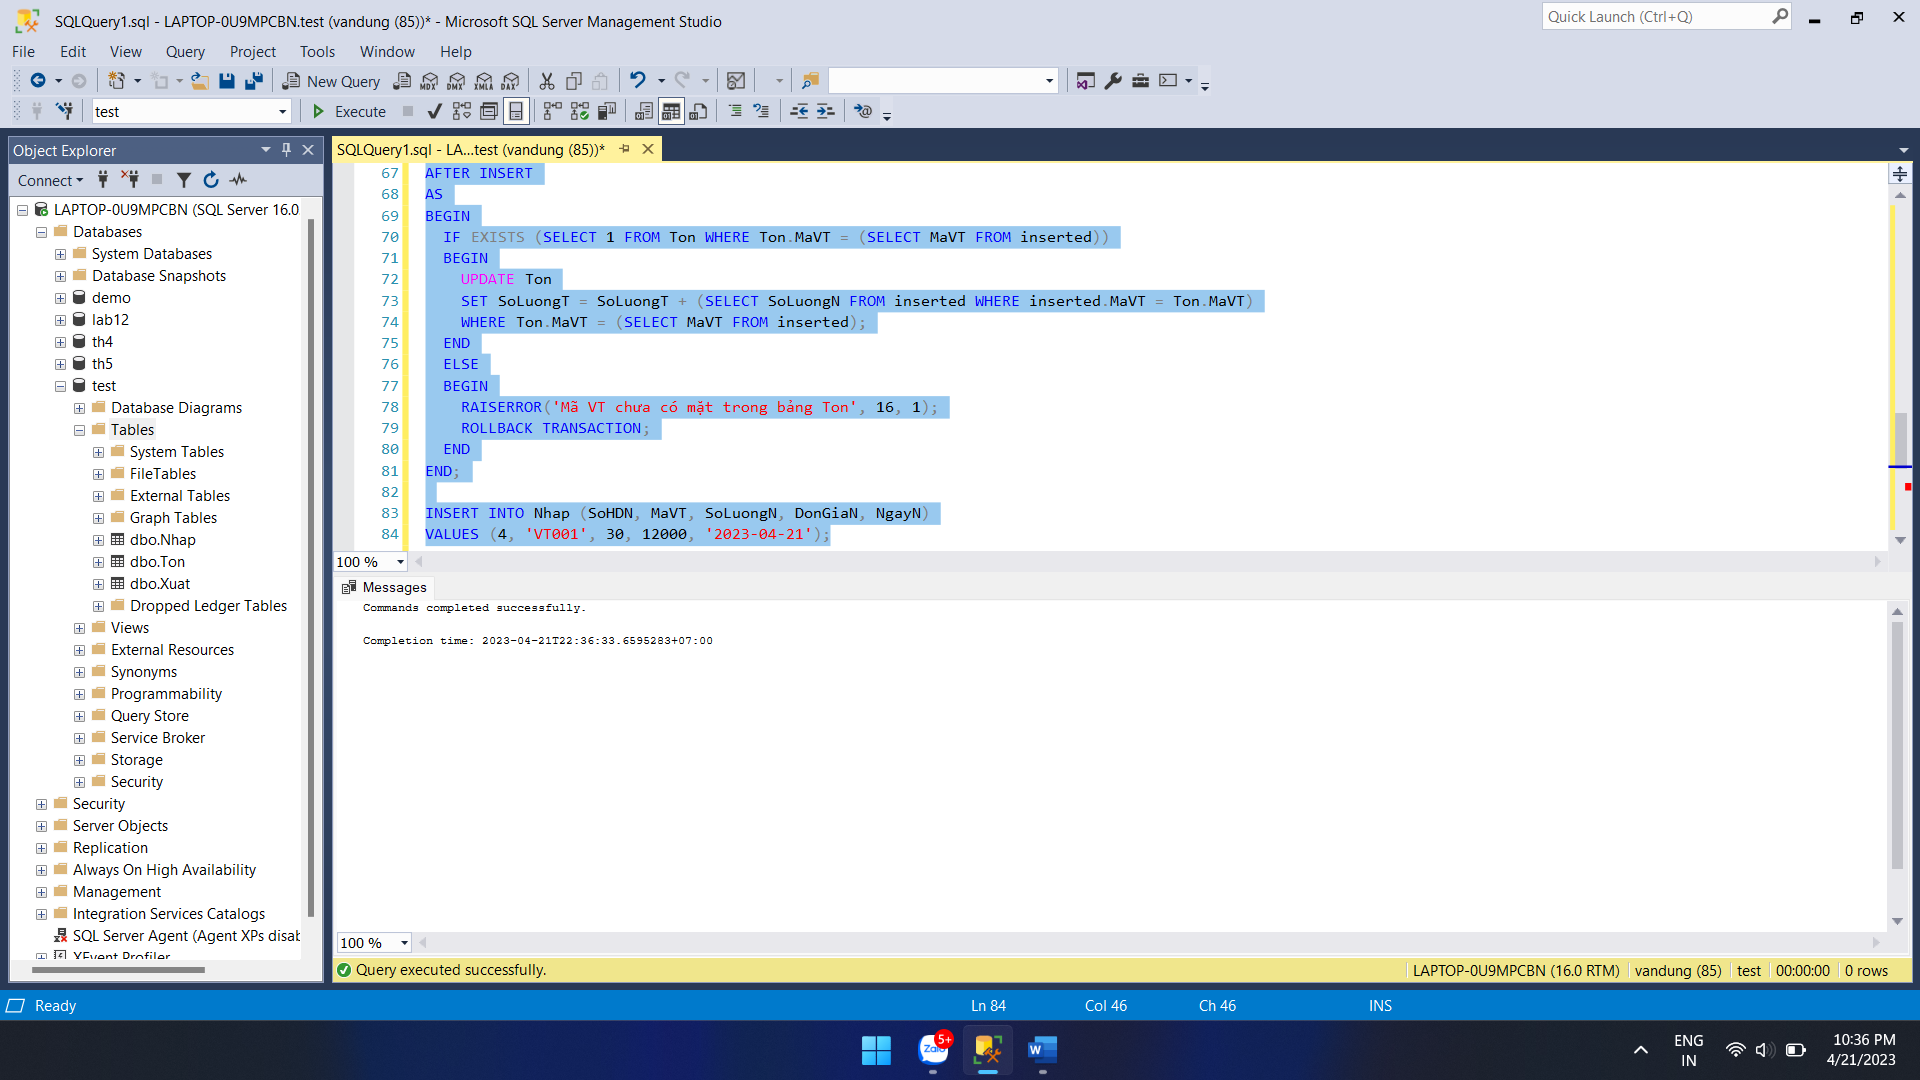 SQLQuery1.sql - LAPTOP-0U9MPCBN.test (vandung (85))* - Microsoft SQL Server Management Studio
Quick Launch (Ctrl+Q)
File Edit View Query Project Tools Window Help
New Query MDX DMX XMLA DAX
test Execute
Object Explorer
SQLQuery1.sql - LA...test (vandung (85))*
Connect
LAPTOP-0U9MPCBN (SQL Server 16.0
Databases
System Databases
Database Snapshots
demo
lab12
th4
th5
test
Database Diagrams
Tables
System Tables
FileTables
External Tables
Graph Tables
dbo.Nhap
dbo.Ton
dbo.Xuat
Dropped Ledger Tables
Views
External Resources
Synonyms
Programmability
Query Store
Service Broker
Storage
Security
Security
Server Objects
Replication
Always On High Availability
Management
Integration Services Catalogs
SQL Server Agent (Agent XPs disab
XEvent Profiler
67 AFTER INSERT
68 AS
69 BEGIN
70 IF EXISTS (SELECT 1 FROM Ton WHERE Ton.MaVT = (SELECT MaVT FROM inserted))
71 BEGIN
72 UPDATE Ton
73 SET SoLuongT = SoLuongT + (SELECT SoLuongN FROM inserted WHERE inserted.MaVT = Ton.MaVT)
74 WHERE Ton.MaVT = (SELECT MaVT FROM inserted);
75 END
76 ELSE
77 BEGIN
78 RAISERROR('Mã VT chưa có mặt trong bảng Ton', 16, 1);
79 ROLLBACK TRANSACTION;
80 END
81 END;
82
83 INSERT INTO Nhap (SoHDN, MaVT, SoLuongN, DonGiaN, NgayN)
84 VALUES (4, 'VT001', 30, 12000, '2023-04-21');
100 %
Messages
Commands completed successfully.
Completion time: 2023-04-21T22:36:33.6595283+07:00
100 %
Query executed successfully. LAPTOP-0U9MPCBN (16.0 RTM) vandung (85) test 00:00:00 0 rows
Ready Ln 84 Col 46 Ch 46 INS
Zalo 5+
W
ENG
IN
10:36 PM
4/21/2023